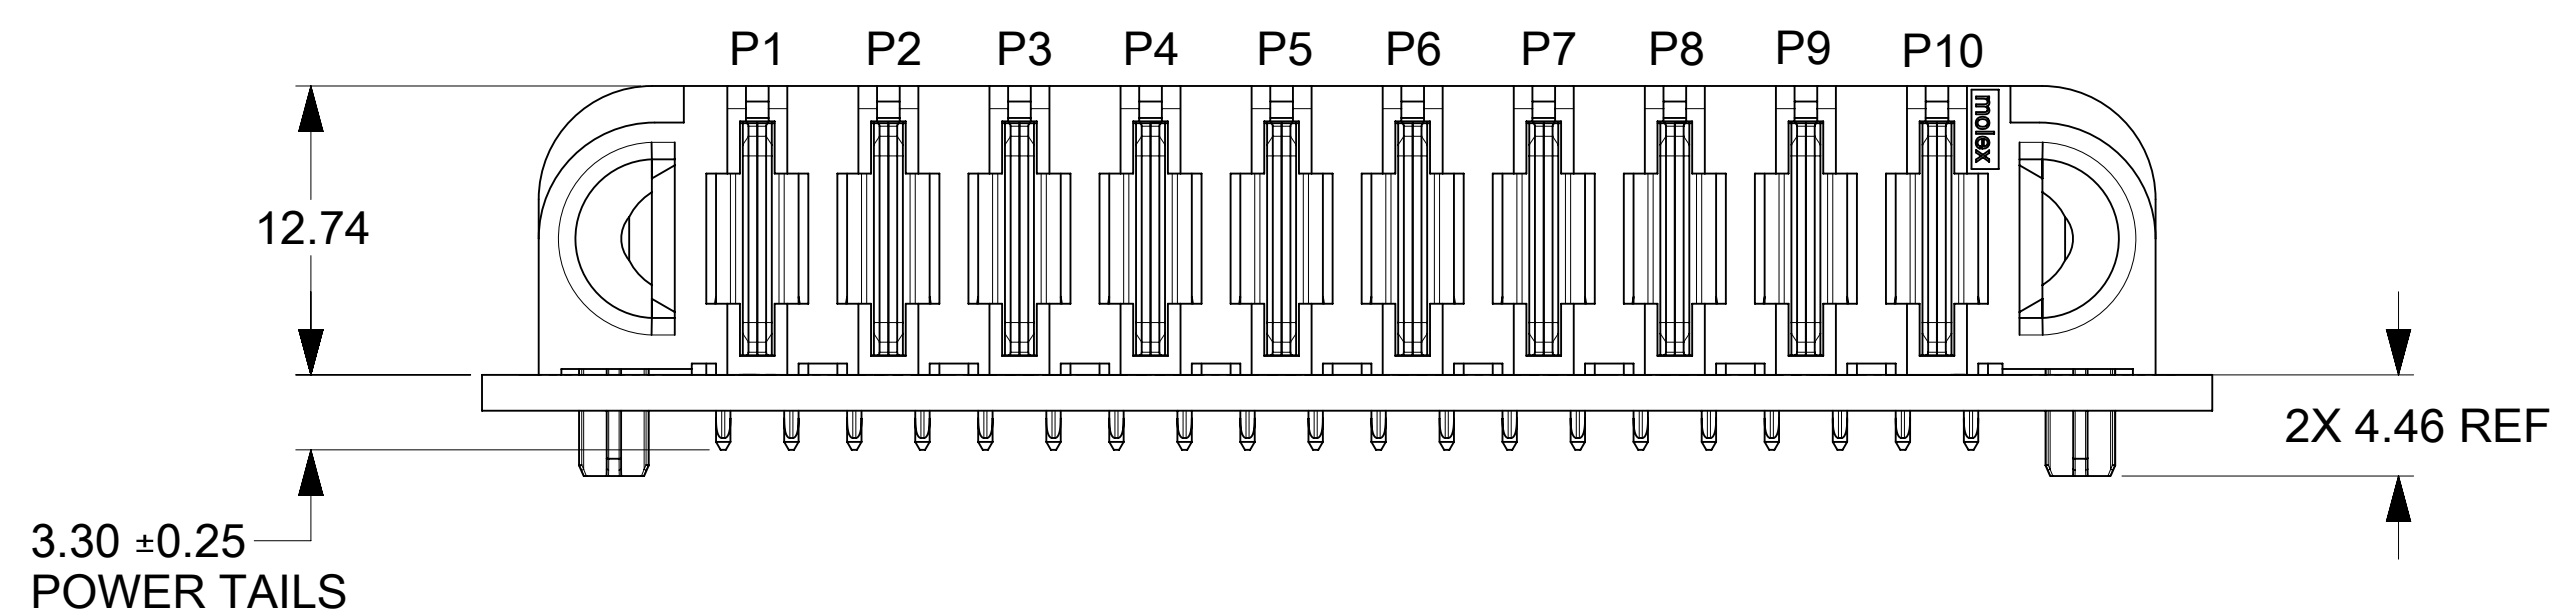 P1 P2 P3 P4 P5 P6 P7 P8 P9 P10
molex
12.74
2X 4.46 REF
3.30 ±0.25
POWER TAILS